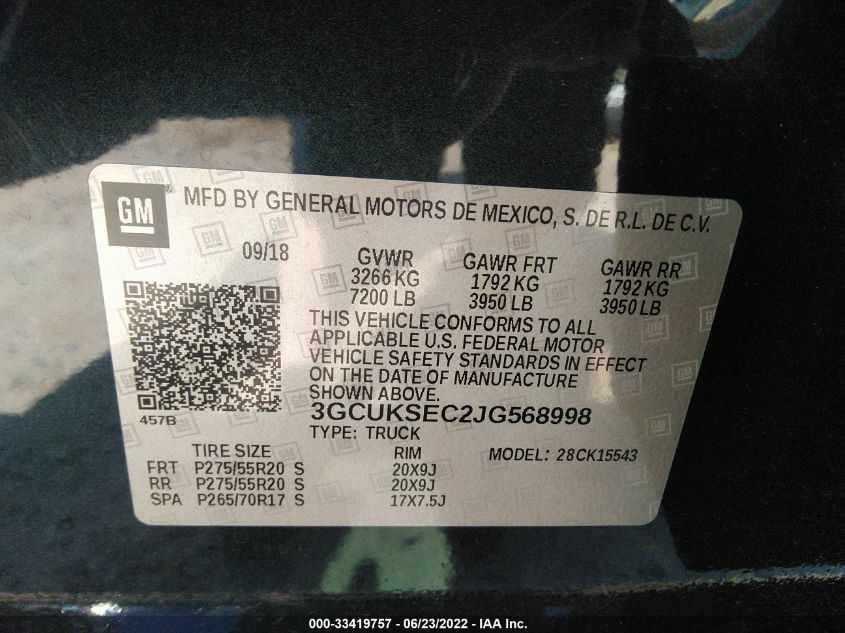 GM ® MFD BY GENERAL MOTORS DE MEXICO, S. DE R.L. DE C.V.
09/18 GVWR GAWR FRT GAWR RR
3266 KG 1792 KG 1792 KG
7200 LB 3950 LB 3950 LB
THIS VEHICLE CONFORMS TO ALL
APPLICABLE U.S. FEDERAL MOTOR
VEHICLE SAFETY STANDARDS IN EFFECT
ON THE DATE OF MANUFACTURE
SHOWN ABOVE.
457B 3GCUKSEC2JG568998
TYPE: TRUCK
TIRE SIZE RIM MODEL: 28CK15543
FRT P275/55R20 S 20X9J
RR P275/55R20 S 20X9J
SPA P265/70R17 S 17X7.5J
000-33419757 - 06/23/2022 - IAA Inc.